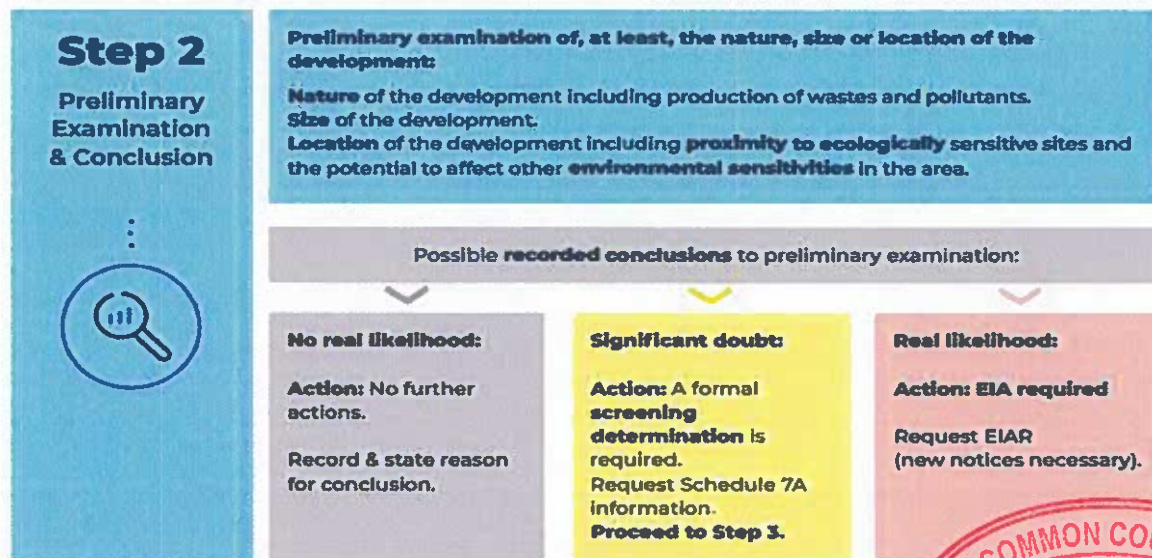 Step 2
Preliminary
Examination
& Conclusion
Preliminary examination of, at least, the nature, size or location of the
development:
Nature of the development including production of wastes and pollutants.
Size of the development.
Location of the development including proximity to ecologically sensitive sites and
the potential to affect other environmental sensitivities in the area.
Possible recorded conclusions to preliminary examination:
No real likelihood:
Action: No further
actions.
Record & state reason
for conclusion.
Significant doubt:
Action: A formal
screening
determination is
required.
Request Schedule 7A
information.
Proceed to Step 3.
Real likelihood:
Action: EIA required
Request EIAR
(new notices necessary).
COMMON